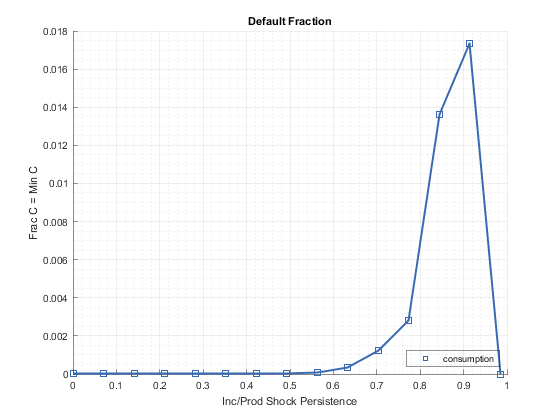 Default Fraction
0.018
0.016
0.014
0.012
0.01
0.008
0.006
0.004
0.002
0
Frac C = Min C
consumption
0 0.1 0.2 0.3 0.4 0.5 0.6 0.7 0.8 0.9 1
Inc/Prod Shock Persistence